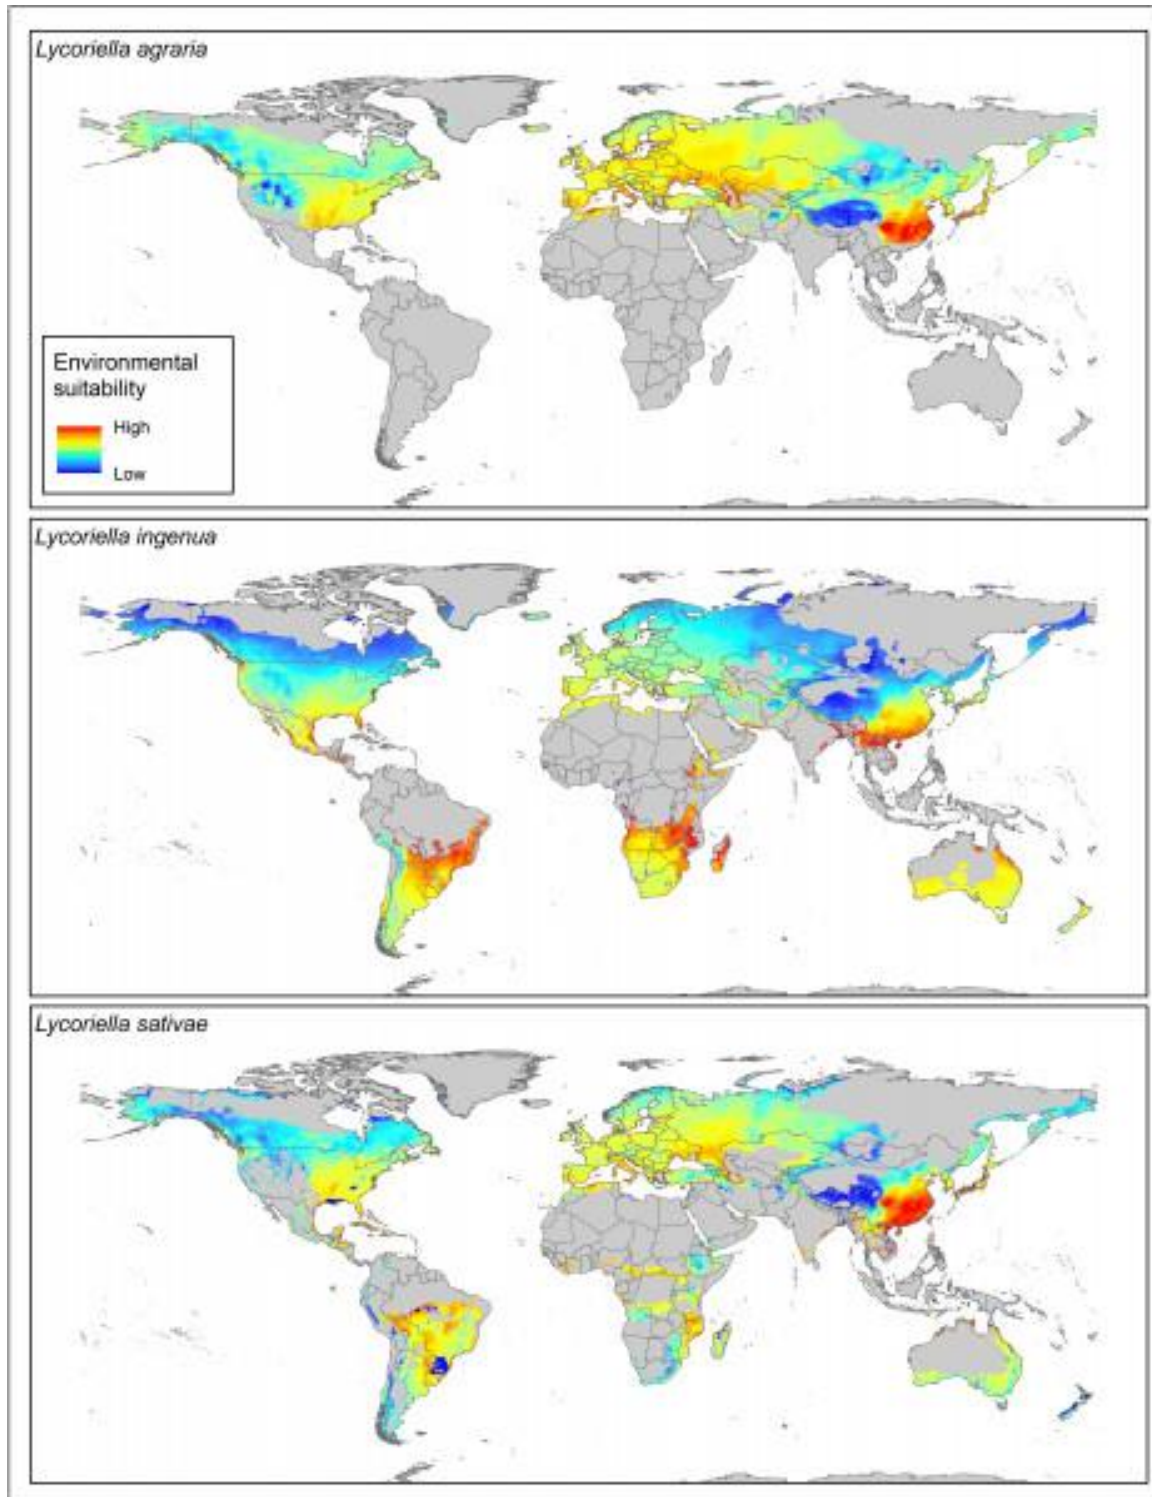 Lycoriella agraria
Environmental
suitability
High
Low
Lycoriella ingenua
Lycoriella sativae